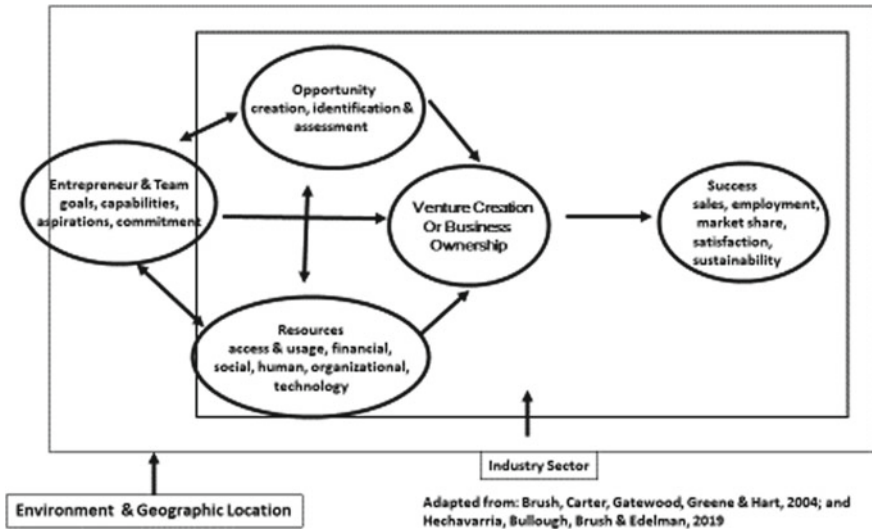 Opportunity
creation, identification &
assessment
Entrepreneur & Team
goals, capabilities,
aspirations, commitment
Venture Creation
Or Business
Ownership
Success
sales, employment,
market share,
satisfaction,
sustainability
Resources
access & usage, financial,
social, human, organizational,
technology
Industry Sector
Environment & Geographic Location
Adapted from: Brush, Carter, Gatewood, Greene & Hart, 2004; and
Hechavarria, Bullough, Brush & Edelman, 2019